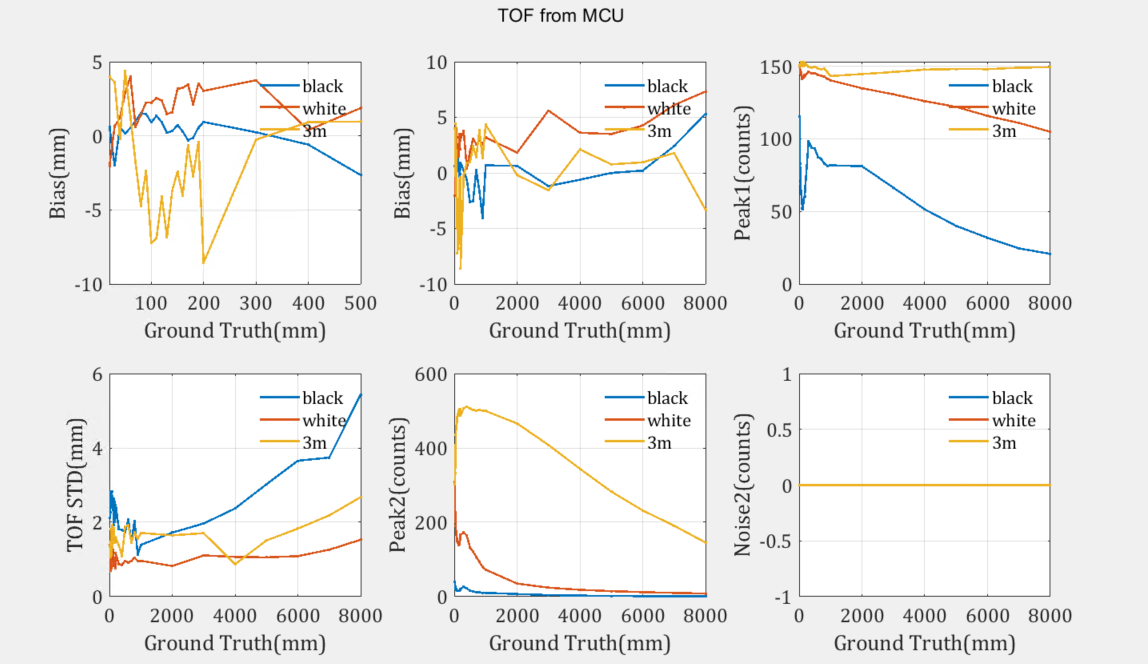 TOF from MCU
5
0
-5
-10
Bias(mm)
black
white
3m
100 200 300 400 500
Ground Truth(mm)
10
5
0
-5
-10
Bias(mm)
black
white
3m
0 2000 4000 6000 8000
Ground Truth(mm)
150
100
50
0
Peak1(counts)
black
white
3m
0 2000 4000 6000 8000
Ground Truth(mm)
6
4
2
0
TOF STD(mm)
black
white
3m
0 2000 4000 6000 8000
Ground Truth(mm)
600
400
200
0
Peak2(counts)
black
white
3m
0 2000 4000 6000 8000
Ground Truth(mm)
1
0.5
0
-0.5
-1
Noise2(counts)
black
white
3m
0 2000 4000 6000 8000
Ground Truth(mm)